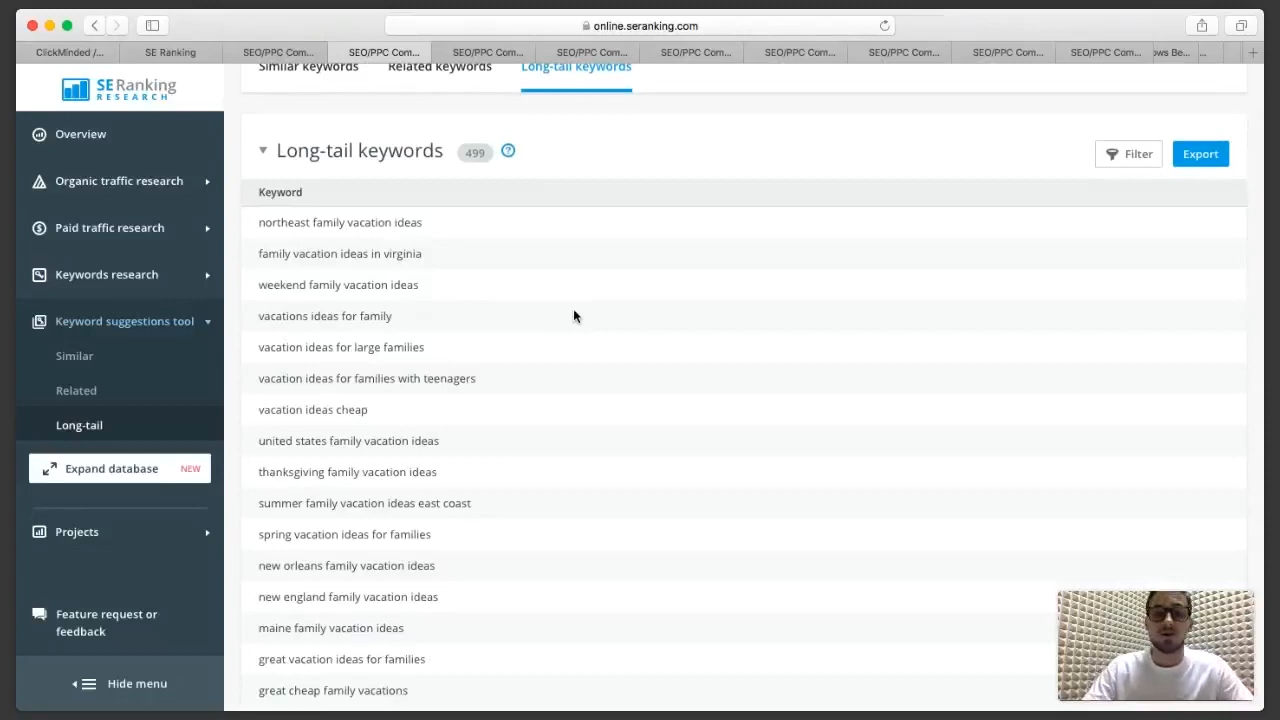 online.seranking.com
ClickMinded /...
SE Ranking
SEO/PPC Com...
SEO/PPC Com...
SEO/PPC Com...
SEO/PPC Com...
SEO/PPC Com...
SEO/PPC Com...
SEO/PPC Com...
SEO/PPC Com...
SEO/PPC Com...
ows Be...
...
SE Ranking
RESEARCH
Overview
Organic traffic research
Paid traffic research
Keywords research
Keyword suggestions tool
Similar
Related
Long-tail
Expand database NEW
Projects
Feature request or
feedback
Hide menu
Similar keywords
Related keywords
Long-tail keywords
Long-tail keywords 499 ?
Filter
Export
Keyword
northeast family vacation ideas
family vacation ideas in virginia
weekend family vacation ideas
vacations ideas for family
vacation ideas for large families
vacation ideas for families with teenagers
vacation ideas cheap
united states family vacation ideas
thanksgiving family vacation ideas
summer family vacation ideas east coast
spring vacation ideas for families
new orleans family vacation ideas
new england family vacation ideas
maine family vacation ideas
great vacation ideas for families
great cheap family vacations